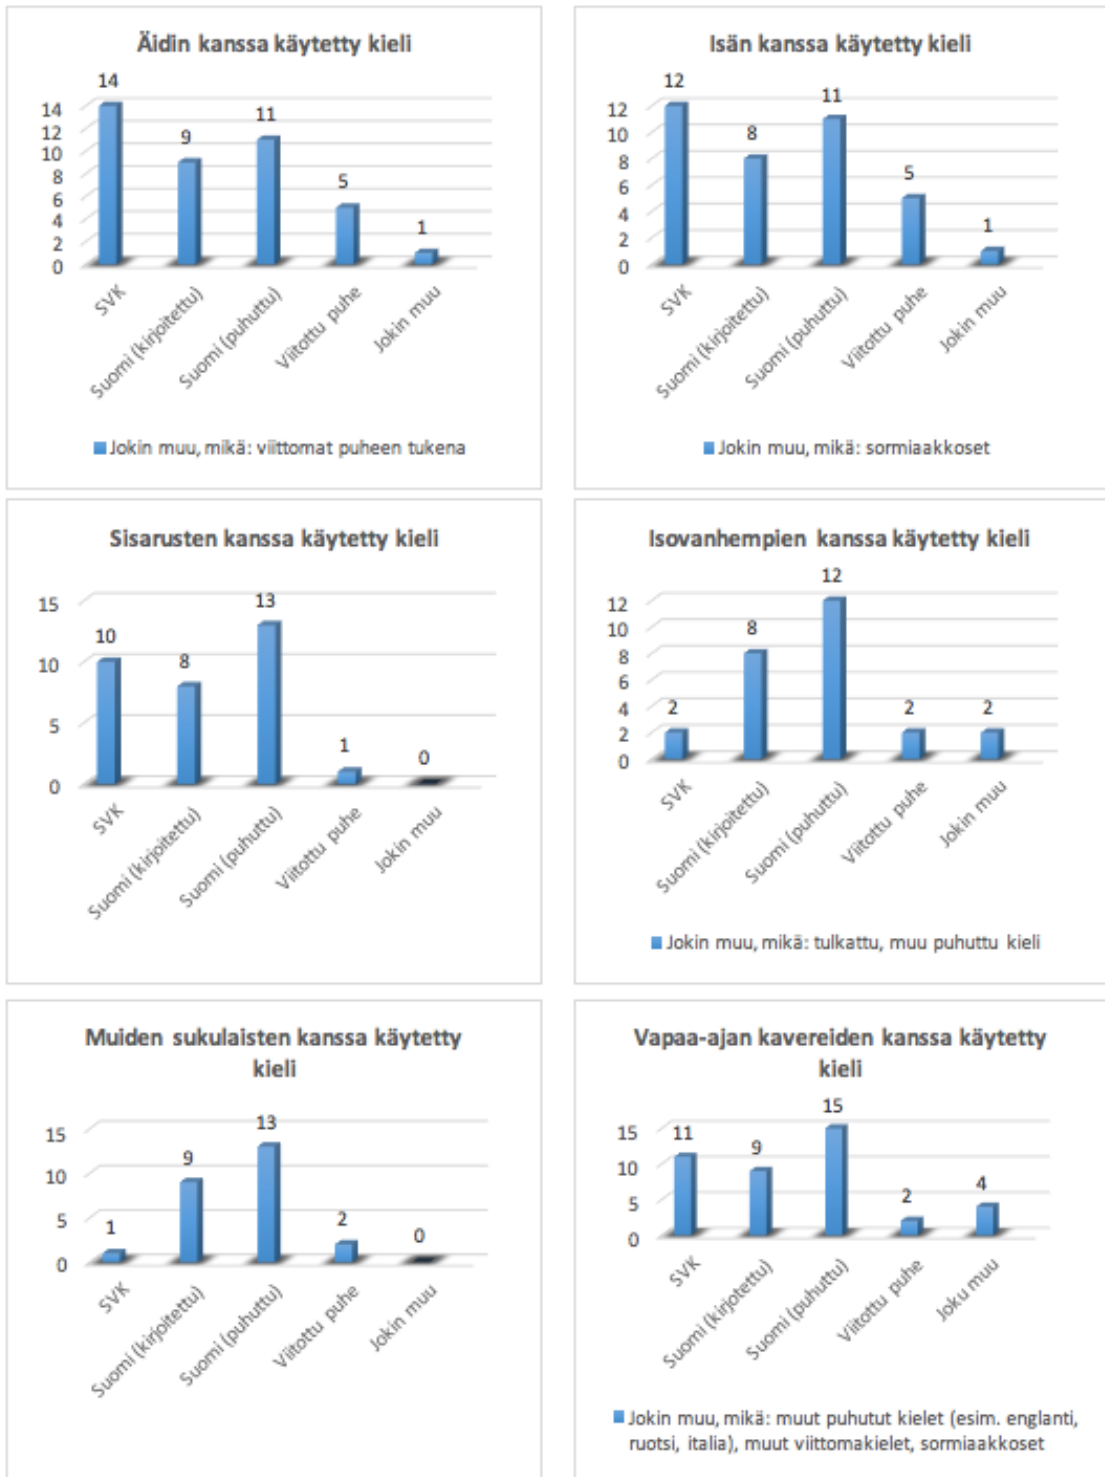 Äidin kanssa käytetty kieli
14
9
11
5
1
14
12
10
8
6
4
2
0
SVK
Suomi (kirjoitettu)
Suomi (puhuttu)
Viitottu puhe
Jokin muu
Jokin muu, mikä: viittomat puheen tukena
Isän kanssa käytetty kieli
12
8
11
5
1
12
10
8
6
4
2
0
SVK
Suomi (kirjoitettu)
Suomi (puhuttu)
Viitottu puhe
Jokin muu
Jokin muu, mikä: sormiaakkoset
Sisarusten kanssa käytetty kieli
10
8
13
1
0
15
10
5
0
SVK
Suomi (kirjoitettu)
Suomi (puhuttu)
Viitottu puhe
Jokin muu
Isovanhempien kanssa käytetty kieli
2
8
12
2
2
12
10
8
6
4
2
0
SVK
Suomi (kirjoitettu)
Suomi (puhuttu)
Viitottu puhe
Jokin muu
Jokin muu, mikä: tulkattu, muu puhuttu kieli
Muiden sukulaisten kanssa käytetty
kieli
1
9
13
2
0
15
10
5
0
SVK
Suomi (kirjoitettu)
Suomi (puhuttu)
Viitottu puhe
Jokin muu
Vapaa-ajan kavereiden kanssa käytetty
kieli
11
9
15
2
4
15
10
5
0
SVK
Suomi (kirjotettu)
Suomi (puhuttu)
Viitottu puhe
Joku muu
Jokin muu, mikä: muut puhutut kielet (esim. englanti,
ruotsi, italia), muut viittomakielet, sormiaakkoset